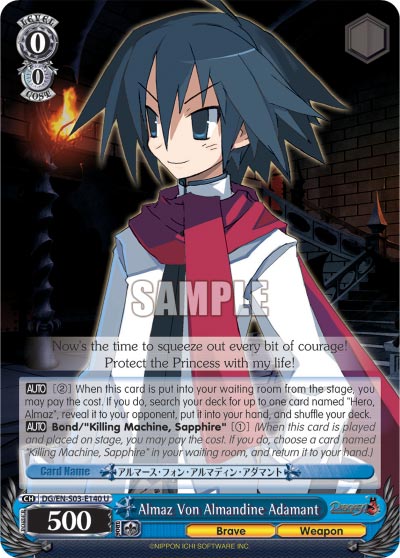 LEVEL
0
0
COST
SAMPLE
Now's the time to squeeze out every bit of courage!
Protect the Princess with my life!
AUTO [②] When this card is put into your waiting room from the stage, you
may pay the cost. If you do, search your deck for up to one card named "Hero,
Almaz", reveal it to your opponent, put it into your hand, and shuffle your deck.
AUTO Bond/"Killing Machine, Sapphire" [①] (When this card is played
and placed on stage, you may pay the cost. If you do, choose a card named
"Killing Machine, Sapphire" in your waiting room, and return it to your hand.)
Card Name アルマース・フォン・アルマディン・アダマント
CH DG/EN-S03-E140 U
POWER 500 SOUL Almaz Von Almandine Adamant DISGAEA 3
Brave Weapon
©NIPPON ICHI SOFTWARE INC.